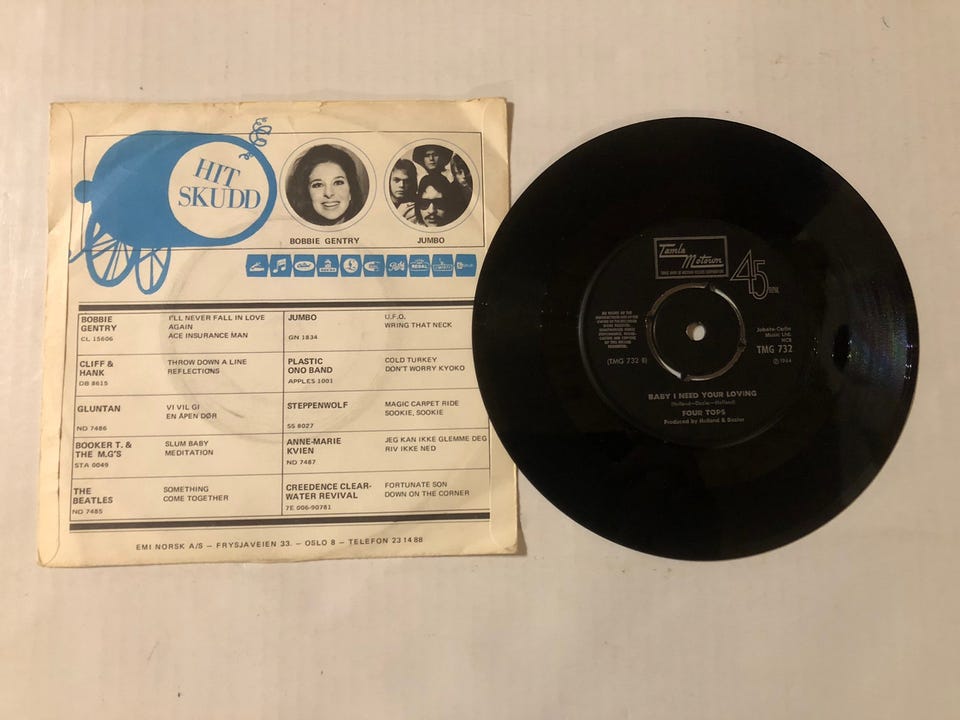 HIT
SKUDD
BOBBIE GENTRY
JUMBO
REGAL
BOBBIE
GENTRY
CL 15606
I'LL NEVER FALL IN LOVE
AGAIN
ACE INSURANCE MAN
JUMBO
GN 1834
U.F.O.
WRING THAT NECK
CLIFF &
HANK
DB 8615
THROW DOWN A LINE
REFLECTIONS
PLASTIC
ONO BAND
APPLES 1001
COLD TURKEY
DON'T WORRY KYOKO
GLUNTAN
ND 7486
VI VIL GI
EN ÅPEN DØR
STEPPENWOLF
SS 8027
MAGIC CARPET RIDE
SOOKIE, SOOKIE
BOOKER T. &
THE M.G'S
STA 0049
SLUM BABY
MEDITATION
ANNE-MARIE
KVIEN
ND 7487
JEG KAN IKKE GLEMME DEG
RIV IKKE NED
THE
BEATLES
ND 7485
SOMETHING
COME TOGETHER
CREEDENCE CLEAR-
WATER REVIVAL
7E 006-90781
FORTUNATE SON
DOWN ON THE CORNER
EMI NORSK A/S — FRYSJAVEIEN 33. — OSLO 8 — TELEFON 23 14 88
Tamla
Motown
45 RPM
(TMG 732 B)
Jobete-Carlin
Music Ltd.
NCB
TMG 732
℗ 1964
BABY I NEED YOUR LOVING
(Holland—Dozier—Holland)
FOUR TOPS
Produced by Holland & Dozier